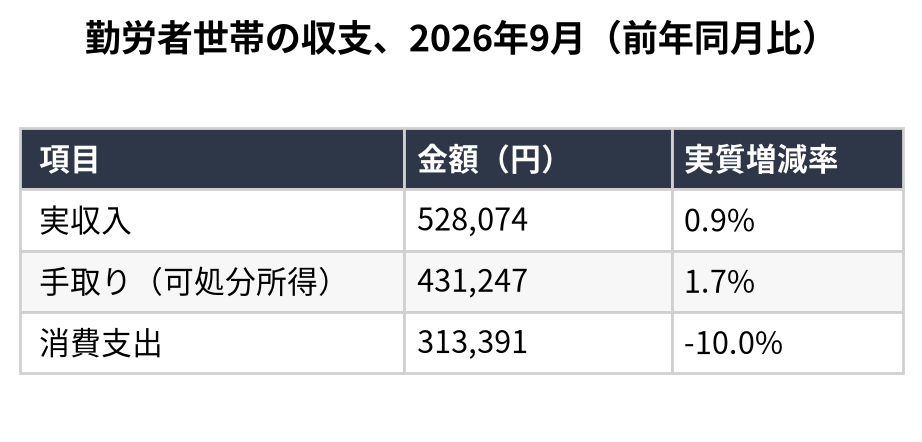 勤労者世帯の収支、2026年9月（前年同月比）
項目 金額（円） 実質増減率
実収入 528,074 0.9%
手取り（可処分所得） 431,247 1.7%
消費支出 313,391 -10.0%